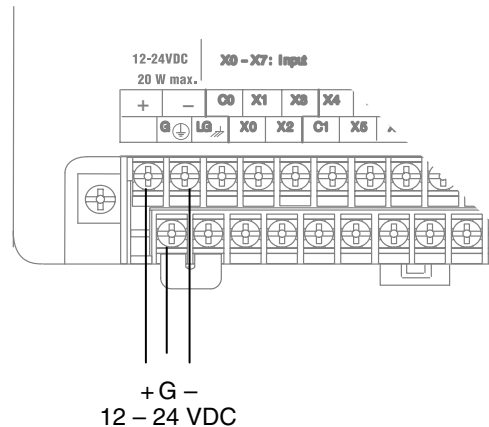 12-24VDC
20 W max.
X0 – X7: Input
+ – C0 X1 X3 X4
G LG X0 X2 C1 X5
+ G –
12 – 24 VDC